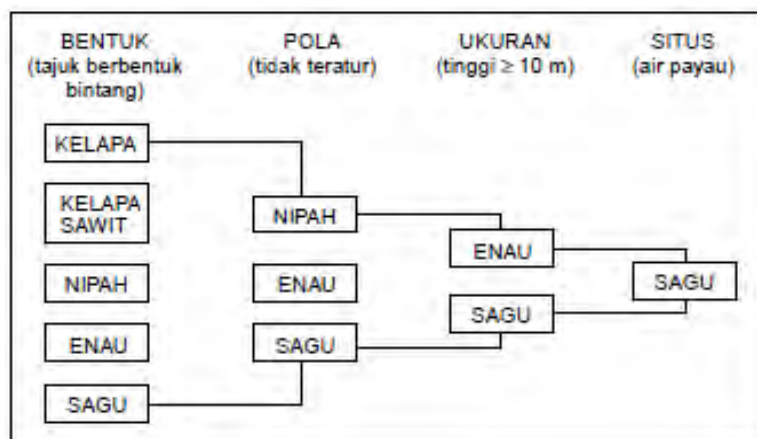 BENTUK
(tajuk berbentuk
bintang)
POLA
(tidak teratur)
UKURAN
(tinggi ≥ 10 m)
SITUS
(air payau)
KELAPA
KELAPA
SAWIT
NIPAH
ENAU
SAGU
NIPAH
ENAU
SAGU
ENAU
SAGU
SAGU